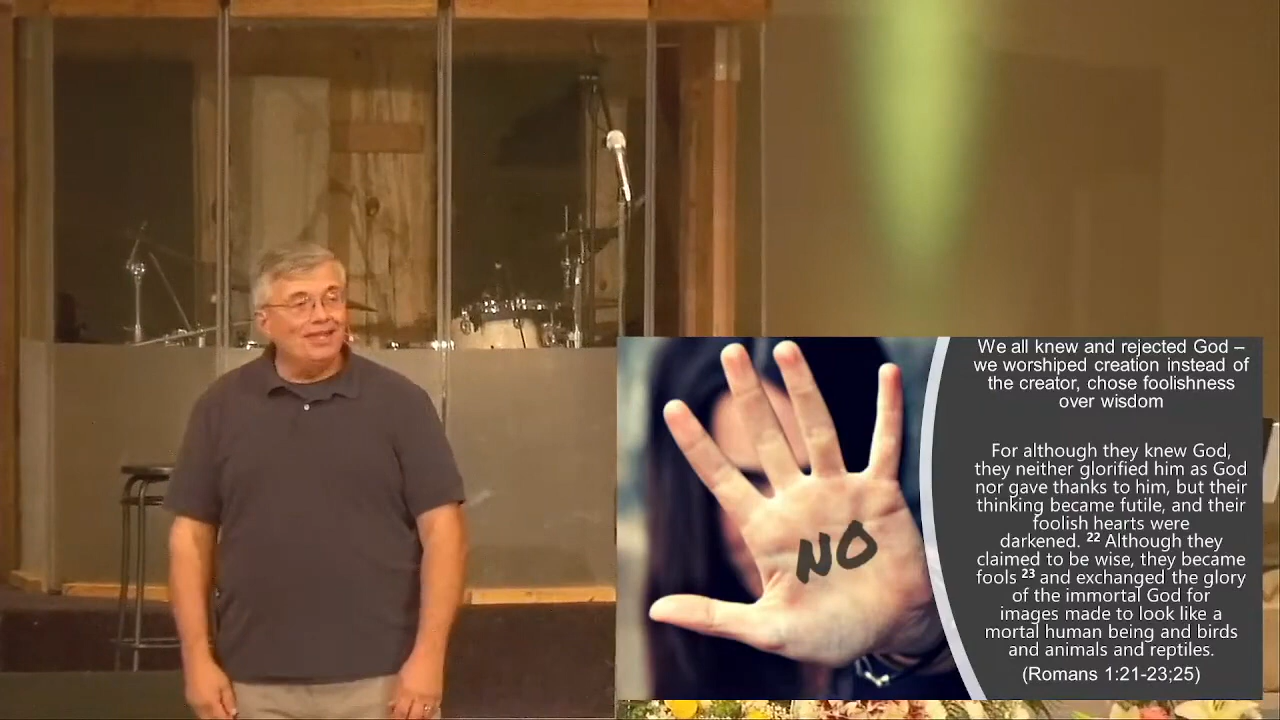 NO
We all knew and rejected God –
we worshiped creation instead of
the creator, chose foolishness
over wisdom
For although they knew God,
they neither glorified him as God
nor gave thanks to him, but their
thinking became futile, and their
foolish hearts were
darkened. 22 Although they
claimed to be wise, they became
fools 23 and exchanged the glory
of the immortal God for
images made to look like a
mortal human being and birds
and animals and reptiles.
(Romans 1:21-23;25)